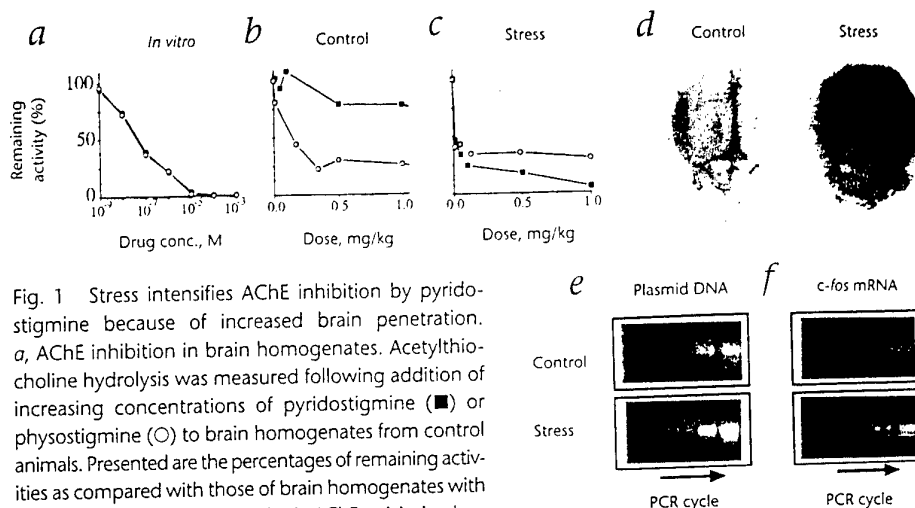 a In vitro b Control c Stress d Control Stress
Remaining activity (%)
100
50
0
Drug conc., M
0.0 0.5 1.0
Dose, mg/kg
0.0 0.5 1.0
Dose, mg/kg
Fig. 1 Stress intensifies AChE inhibition by pyrido-
stigmine because of increased brain penetration.
a, AChE inhibition in brain homogenates. Acetylthio-
choline hydrolysis was measured following addition of
increasing concentrations of pyridostigmine (■) or
physostigmine (○) to brain homogenates from control
animals. Presented are the percentages of remaining activ-
ities as compared with those of brain homogenates with
e Plasmid DNA f c-fos mRNA
Control
Stress
PCR cycle PCR cycle